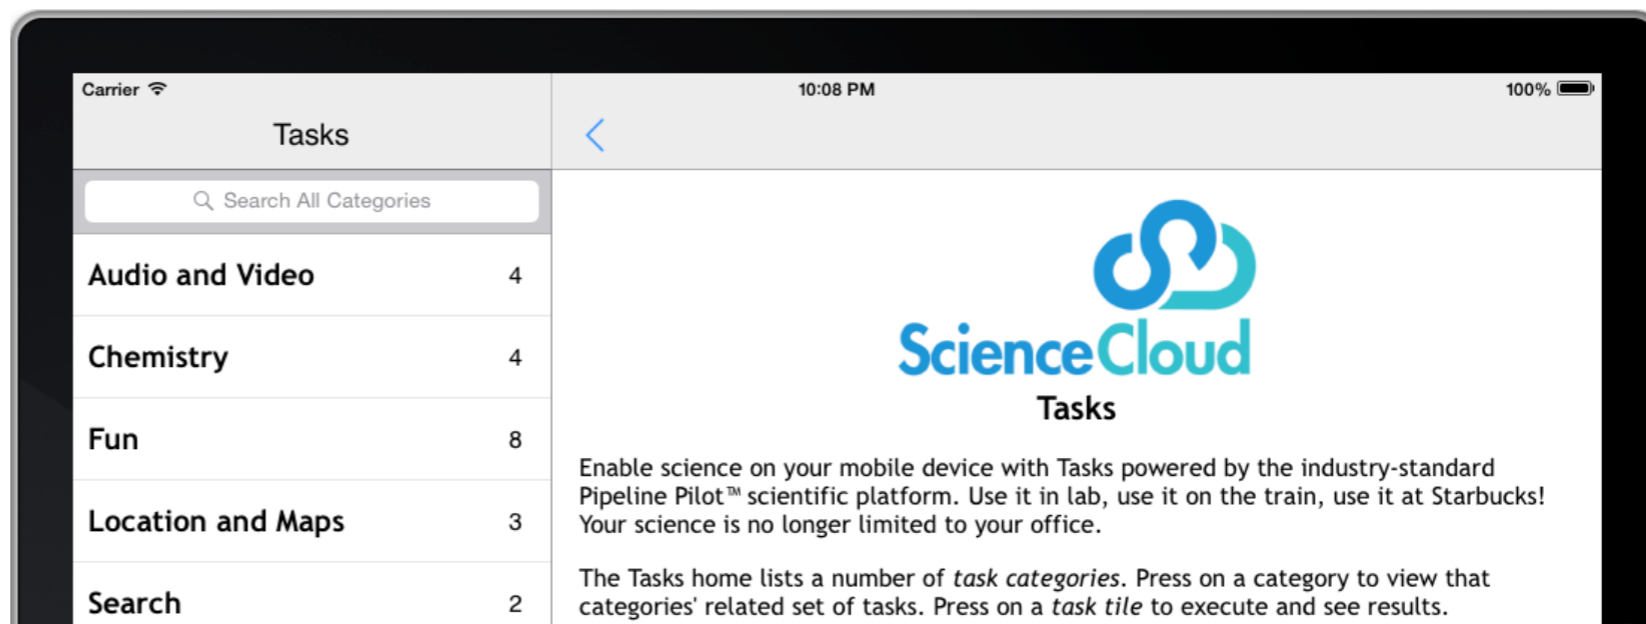 Carrier
10:08 PM
100%
Tasks
Search All Categories
Audio and Video 4
Chemistry 4
Fun 8
Location and Maps 3
Search 2
ScienceCloud
Tasks
Enable science on your mobile device with Tasks powered by the industry-standard
Pipeline Pilot™ scientific platform. Use it in lab, use it on the train, use it at Starbucks!
Your science is no longer limited to your office.
The Tasks home lists a number of task categories. Press on a category to view that
categories' related set of tasks. Press on a task tile to execute and see results.